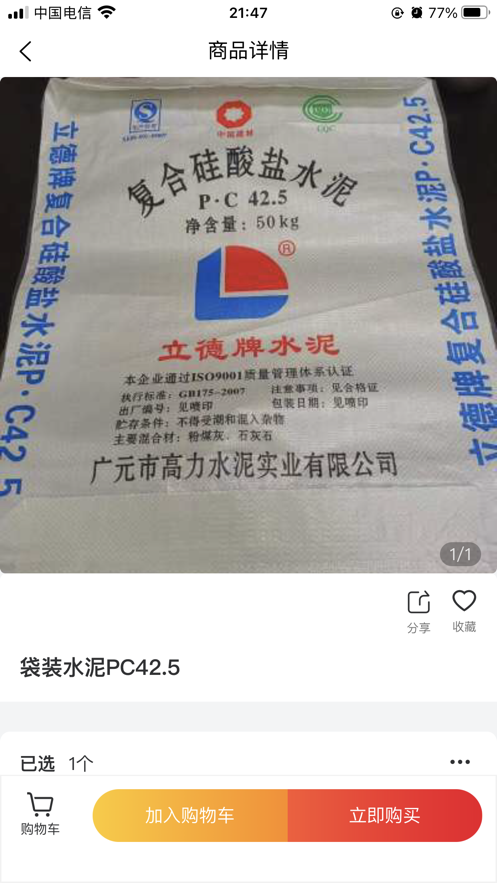 中国电信
21:47
77%
商品详情
中国建材
CQC
复合硅酸盐水泥
P·C 42.5
净含量：50kg
立德牌复合硅酸盐水泥P·C42.5
立德牌复合硅酸盐水泥P·C42.5
®
立德牌水泥
本企业通过ISO9001质量管理体系认证
执行标准：GB175-2007 注意事项：见合格证
出厂编号：见喷印 包装日期：见喷印
贮存条件：不得受潮和混入杂物
主要混合材：粉煤灰、石灰石
广元市高力水泥实业有限公司
1/1
分享
收藏
袋装水泥PC42.5
已选 1个
购物车
加入购物车
立即购买